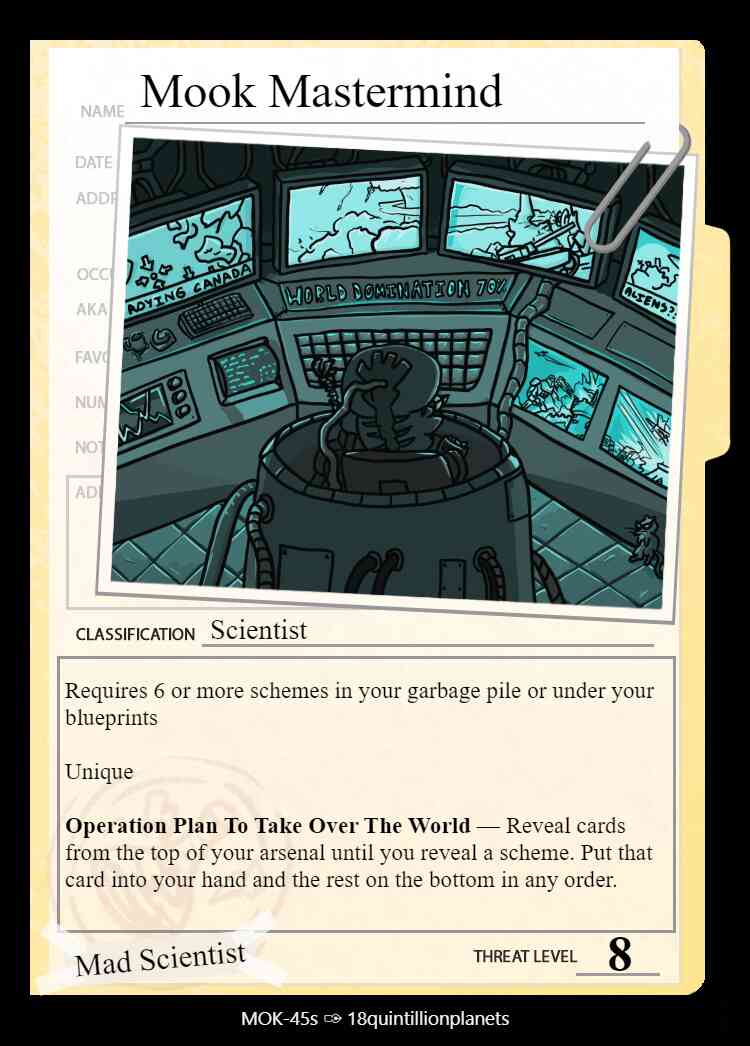 NAME Mook Mastermind
DATE
ADDR
OCCU
AKA
FAVO
NUM
NOT
ADD
ADYING CANADA
WORLD DOMINATION 70%
ALIENS?
CLASSIFICATION Scientist
Requires 6 or more schemes in your garbage pile or under your
blueprints
Unique
Operation Plan To Take Over The World — Reveal cards
from the top of your arsenal until you reveal a scheme. Put that
card into your hand and the rest on the bottom in any order.
Mad Scientist
THREAT LEVEL 8
MOK-45s ✑ 18quintillionplanets